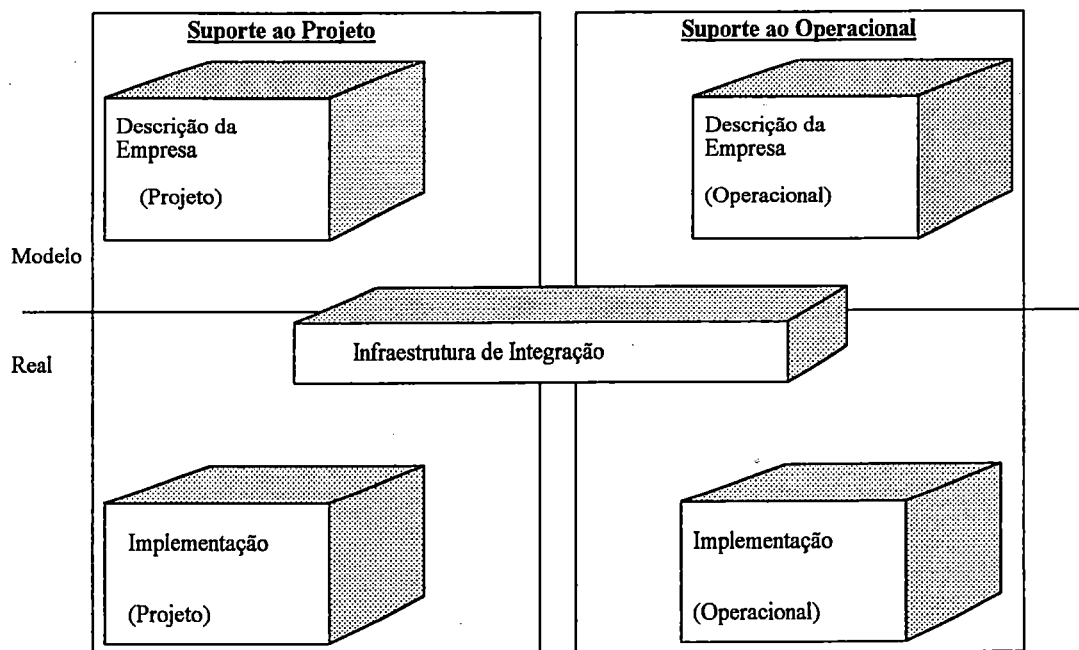 Suporte ao Projeto
Suporte ao Operacional
Descrição da
Empresa
(Projeto)
Descrição da
Empresa
(Operacional)
Modelo
Infraestrutura de Integração
Real
Implementação
(Projeto)
Implementação
(Operacional)